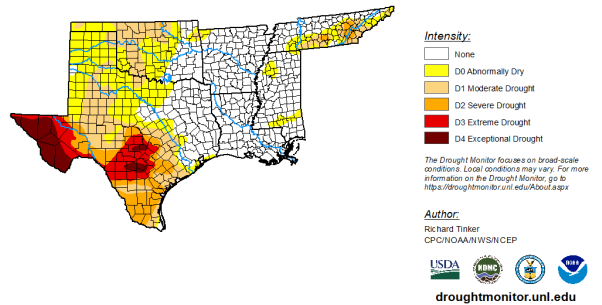 Intensity:
None
D0 Abnormally Dry
D1 Moderate Drought
D2 Severe Drought
D3 Extreme Drought
D4 Exceptional Drought
The Drought Monitor focuses on broad-scale
conditions. Local conditions may vary. For more
information on the Drought Monitor, go to
https://droughtmonitor.unl.edu/About.aspx
Author:
Richard Tinker
CPC/NOAA/NWS/NCEP
USDA
NDMC
NOAA
droughtmonitor.unl.edu